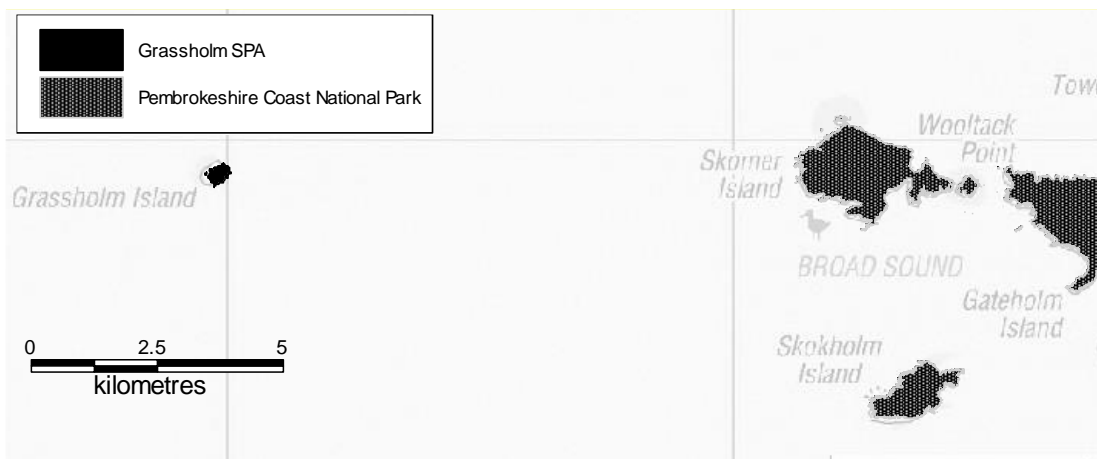 Grassholm SPA
Pembrokeshire Coast National Park
Towe
Wooltack
Point
Skomer
Island
Grassholm Island
BROAD SOUND
Gateholm
Island
0 2.5 5
kilometres
Skokholm
Island